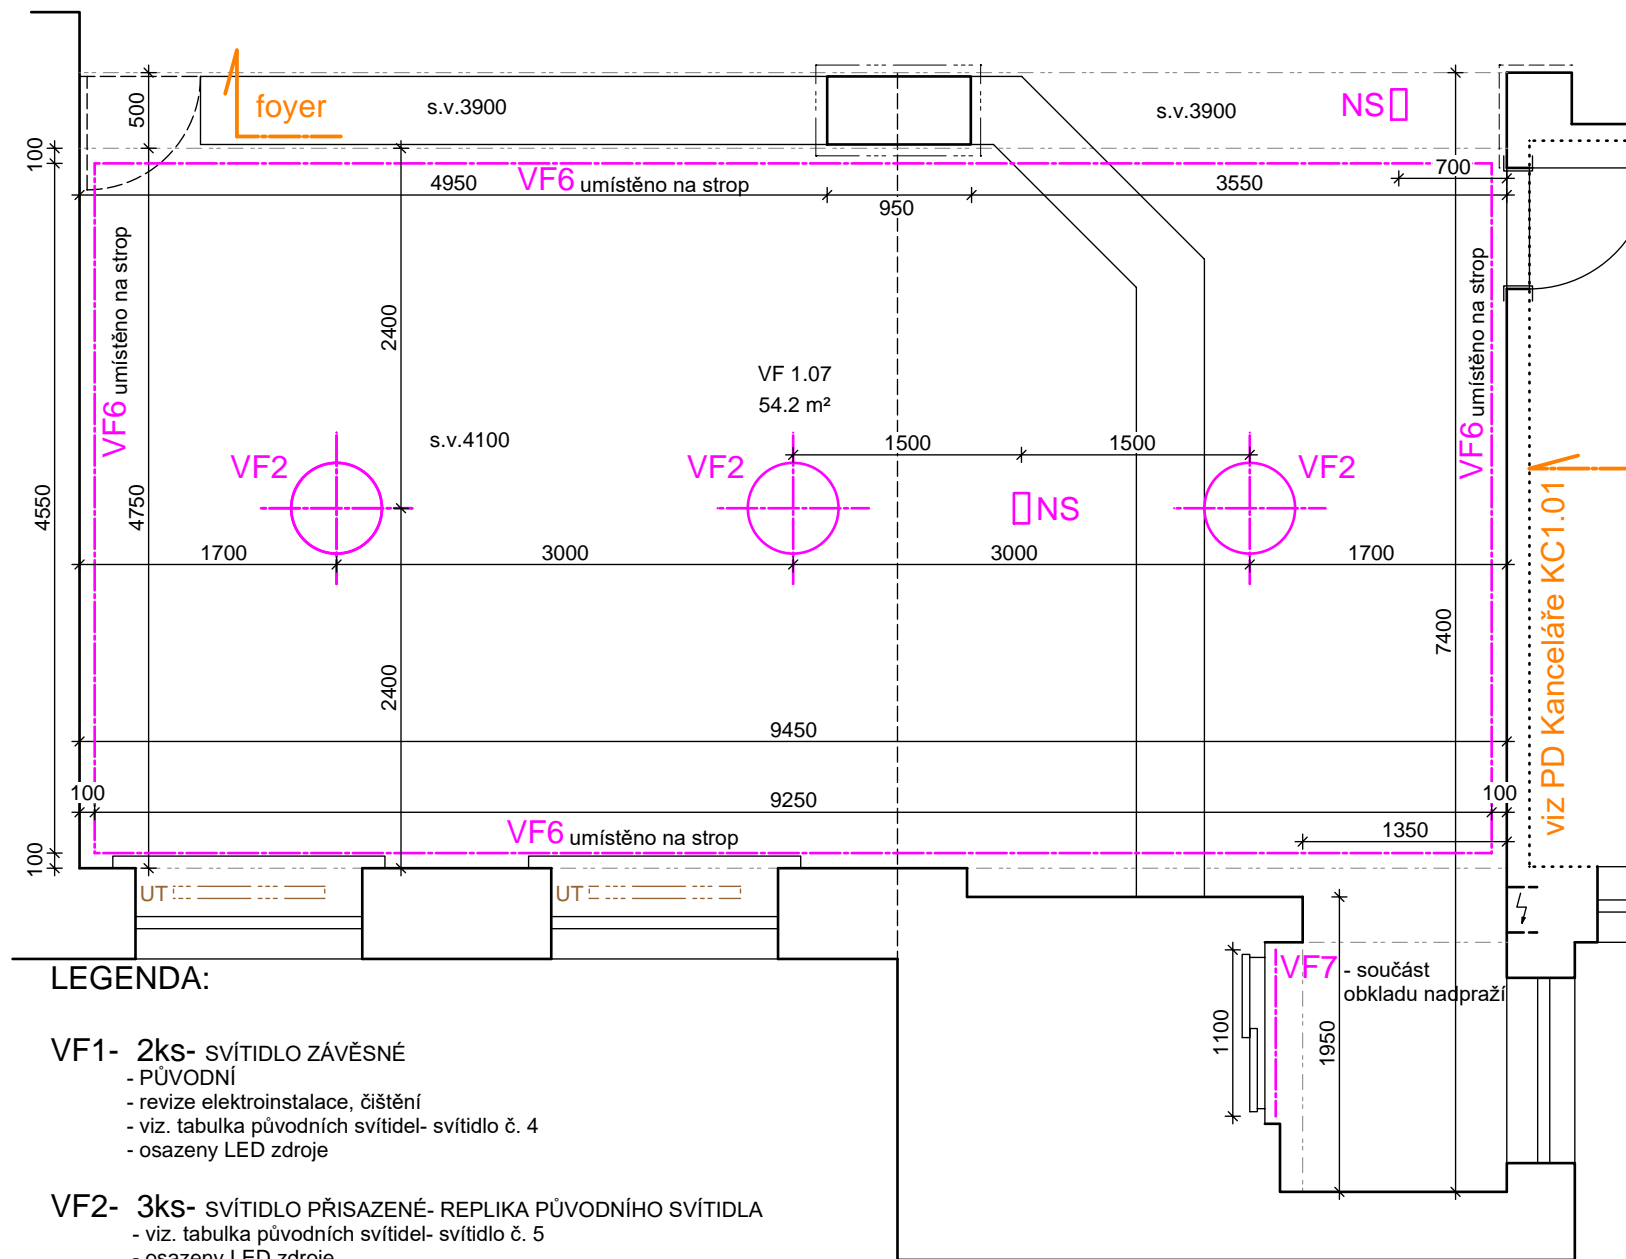 foyer
s.v.3900
s.v.3900
NS
500
100
VF6 umístěno na strop
4950
950
3550
700
VF6 umístěno na strop
VF6 umístěno na strop
2400
VF 1.07
54.2 m²
s.v.4100
1500
1500
VF2
VF2
VF2
NS
4550
4750
1700
3000
3000
1700
viz PD Kanceláře KC1.01
7400
2400
9450
100
9250
100
VF6 umístěno na strop
1350
100
UT
UT
VF7 - součást
obkladu nadpraží
1100
1950
LEGENDA:
VF1- 2ks- SVÍTIDLO ZÁVĚSNÉ
- PŮVODNÍ
- revize elektroinstalace, čištění
- viz. tabulka původních svítidel- svítidlo č. 4
- osazeny LED zdroje
VF2- 3ks- SVÍTIDLO PŘISAZENÉ- REPLIKA PŮVODNÍHO SVÍTIDLA
- viz. tabulka původních svítidel- svítidlo č. 5
- osazeny LED zdroje